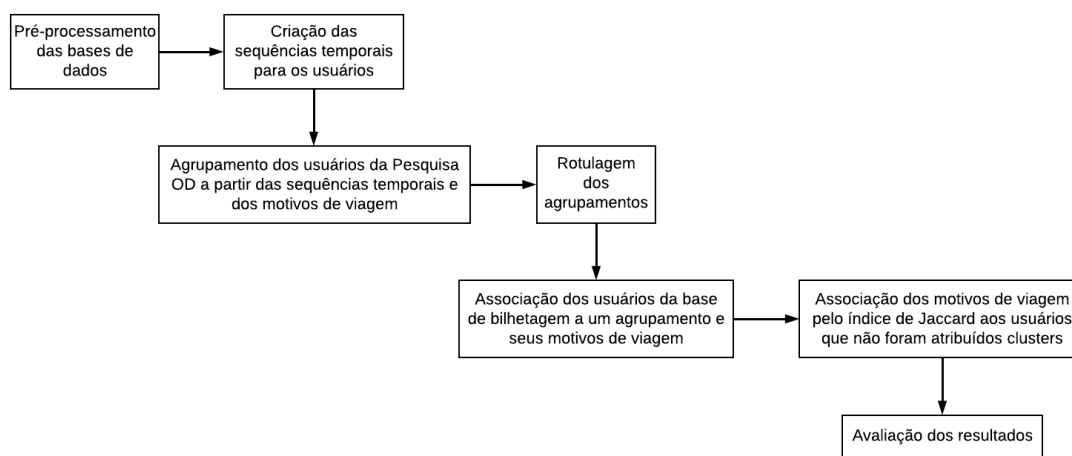 Pré-processamento
das bases de
dados
Criação das
sequências temporais
para os usuários
Agrupamento dos usuários da Pesquisa
OD a partir das sequências temporais e
dos motivos de viagem
Rotulagem
dos
agrupamentos
Associação dos usuários da base
de bilhetagem a um agrupamento e
seus motivos de viagem
Associação dos motivos de viagem
pelo índice de Jaccard aos usuários
que não foram atribuídos clusters
Avaliação dos resultados